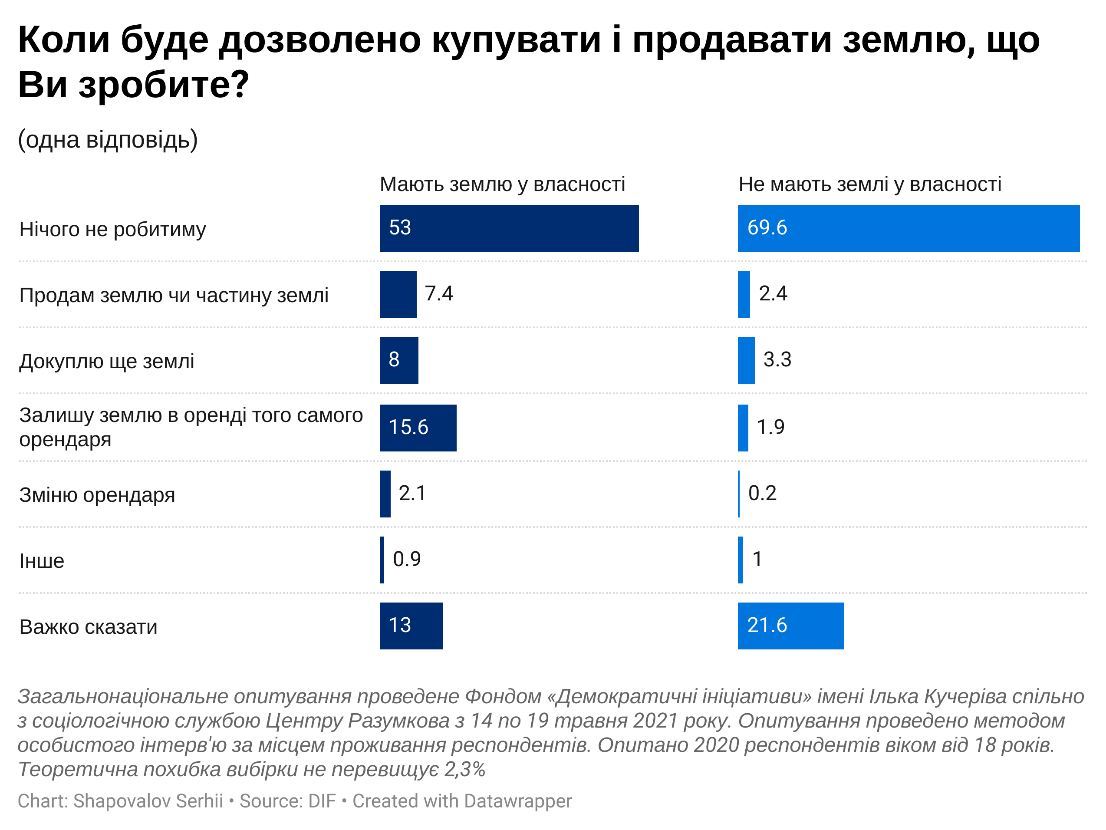 Коли буде дозволено купувати і продавати землю, що
Ви зробите?
(одна відповідь)
Мають землю у власності
Не мають землі у власності
Нічого не робитиму
53
69.6
Продам землю чи частину землі
7.4
2.4
Докуплю ще землі
8
3.3
Залишу землю в оренді того самого
орендаря
15.6
1.9
Зміню орендаря
2.1
0.2
Інше
0.9
1
Важко сказати
13
21.6
Загальнонаціональне опитування проведене Фондом «Демократичні ініціативи» імені Ілька Кучеріва спільно
з соціологічною службою Центру Разумкова з 14 по 19 травня 2021 року. Опитування проведено методом
особистого інтерв'ю за місцем проживання респондентів. Опитано 2020 респондентів віком від 18 років.
Теоретична похибка вибірки не перевищує 2,3%
Chart: Shapovalov Serhii • Source: DIF • Created with Datawrapper